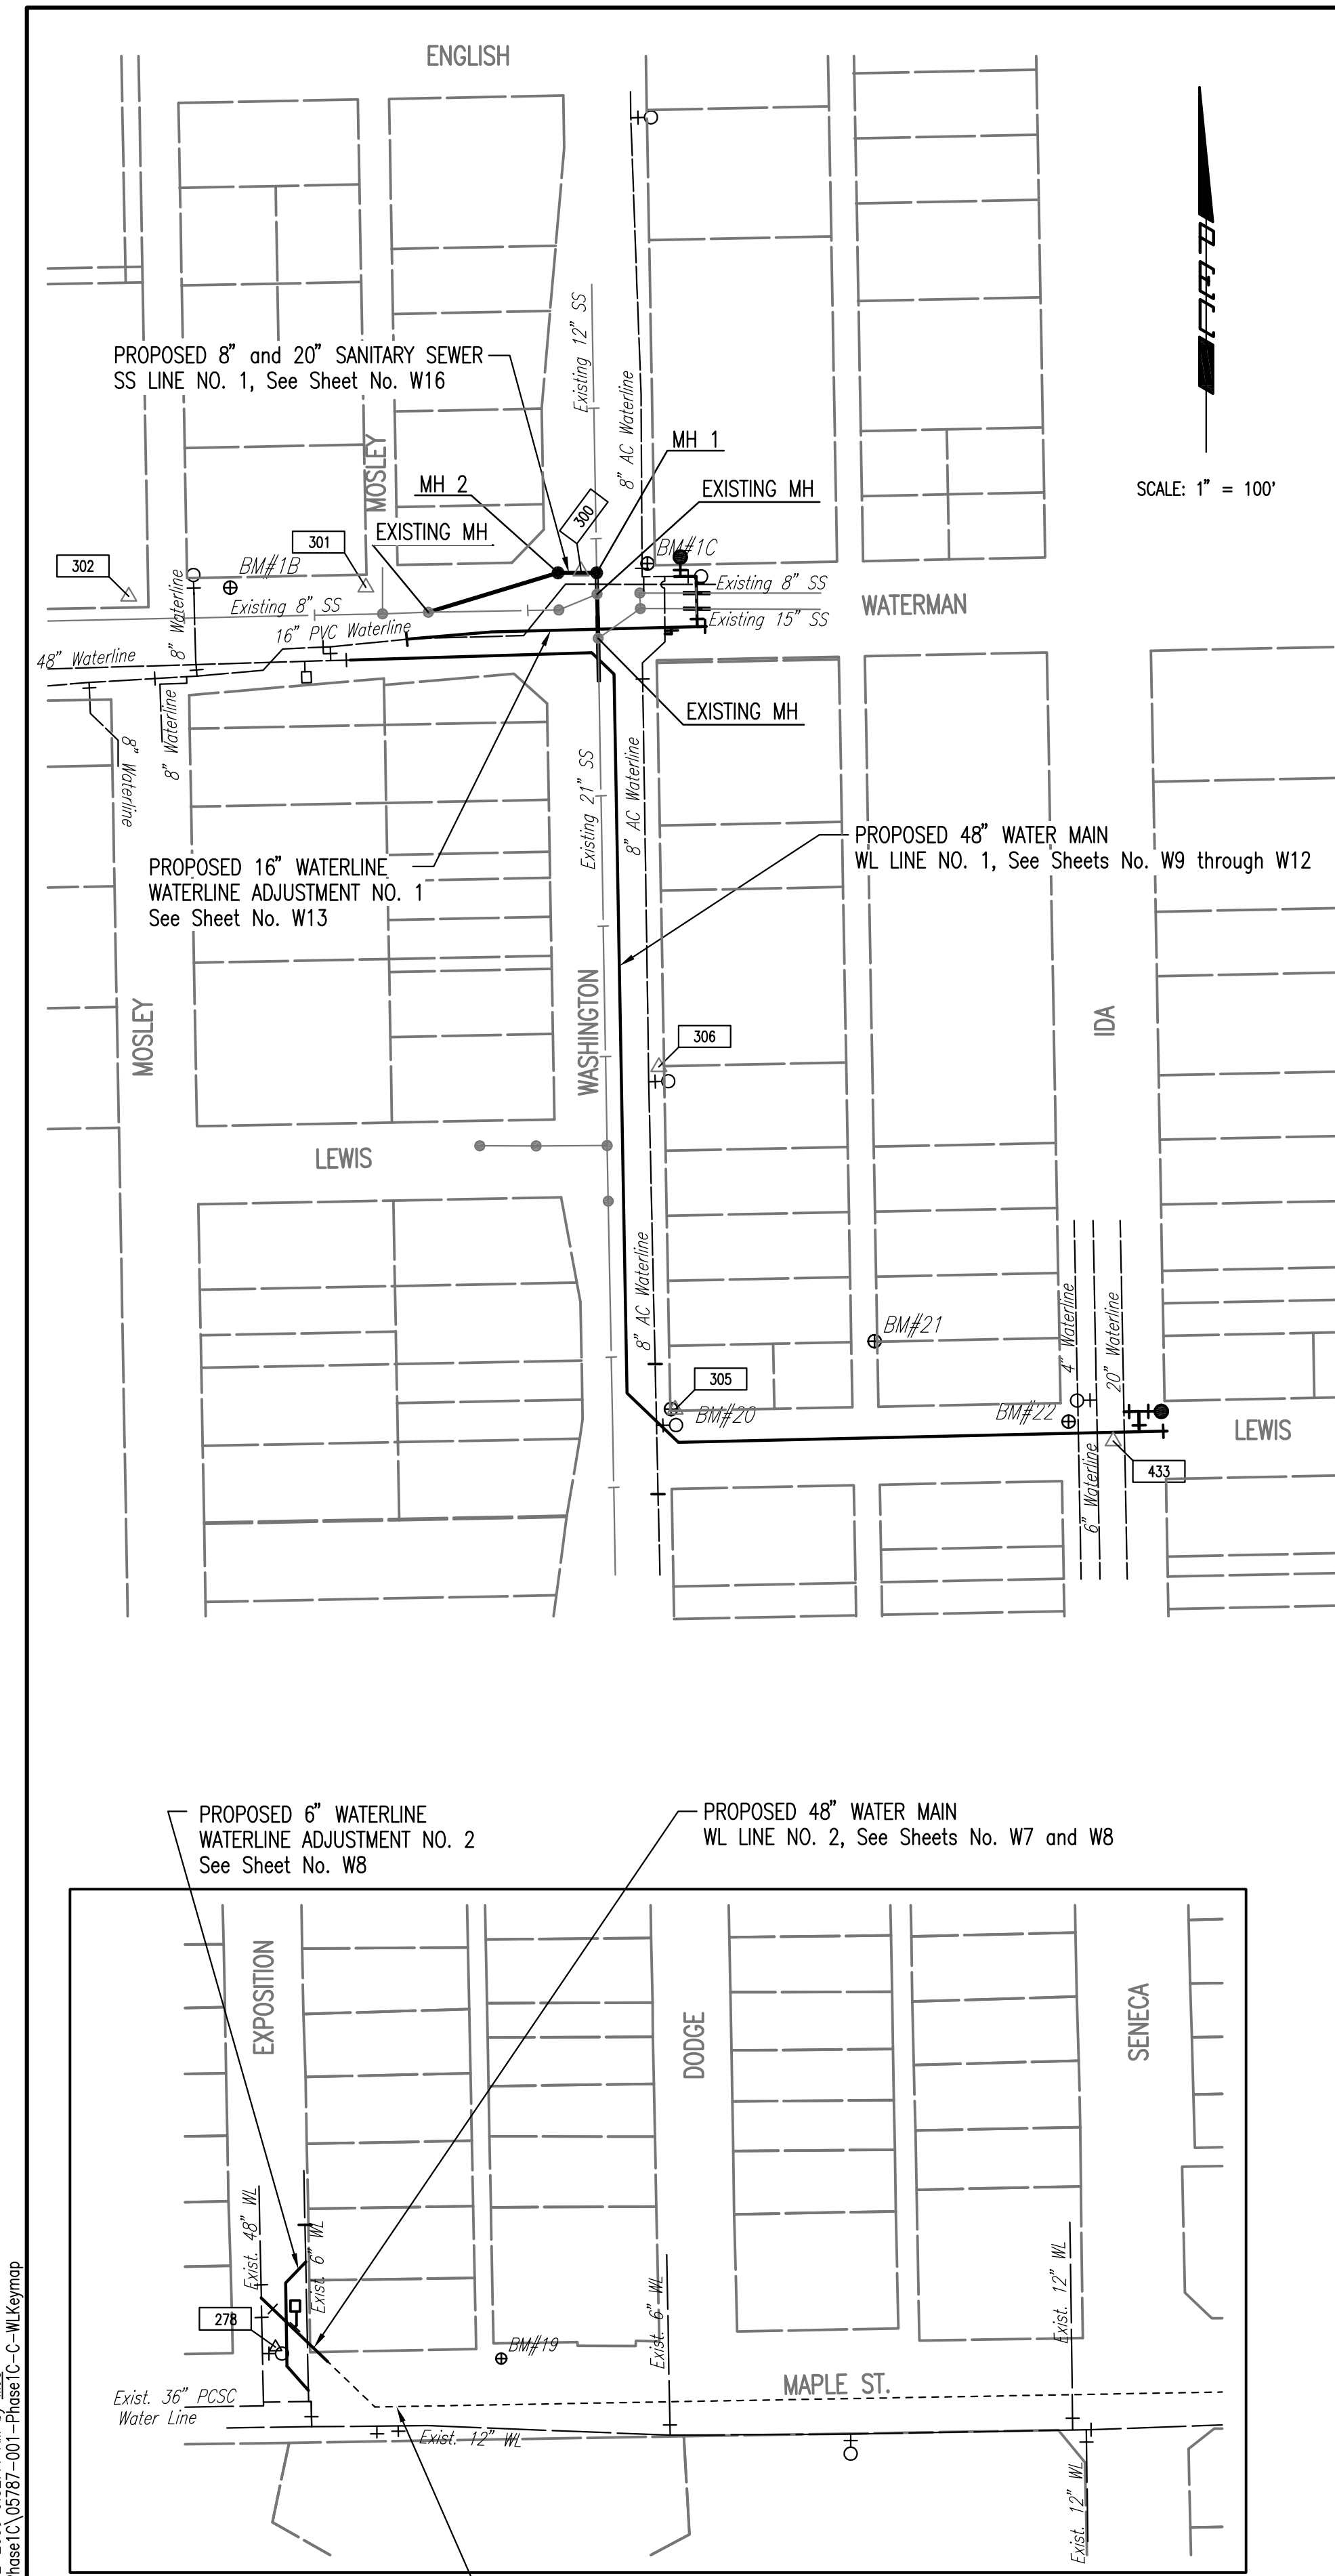 ENGLISH
PROPOSED 8" and 20" SANITARY SEWER
SS LINE NO. 1, See Sheet No. W16
Existing 12" SS
8" AC Waterline
MOSLEY
MH 1
MH 2
EXISTING MH
EXISTING MH
300
SCALE: 1" = 100'
302
301
BM#1B
BM#1C
8" Waterline
Existing 8" SS
Existing 8" SS
WATERMAN
Existing 15" SS
16" PVC Waterline
48" Waterline
EXISTING MH
8" Waterline
8" Waterline
Existing 21" SS
8" AC Waterline
PROPOSED 48" WATER MAIN
WL LINE NO. 1, See Sheets No. W9 through W12
PROPOSED 16" WATERLINE
WATERLINE ADJUSTMENT NO. 1
See Sheet No. W13
MOSLEY
WASHINGTON
IDA
306
LEWIS
8" AC Waterline
4" Waterline
20" Waterline
BM#21
305
BM#20
BM#22
LEWIS
6" Waterline
433
PROPOSED 6" WATERLINE
WATERLINE ADJUSTMENT NO. 2
See Sheet No. W8
PROPOSED 48" WATER MAIN
WL LINE NO. 2, See Sheets No. W7 and W8
EXPOSITION
DODGE
SENECA
Exist. 48" WL
Exist. 6" WL
Exist. 6" WL
Exist. 12" WL
278
BM#19
MAPLE ST.
Exist. 36" PCSC
Water Line
Exist. 12" WL
Exist. 12" WL
hase1C\05787-001-Phase1C-C-WLKeymap